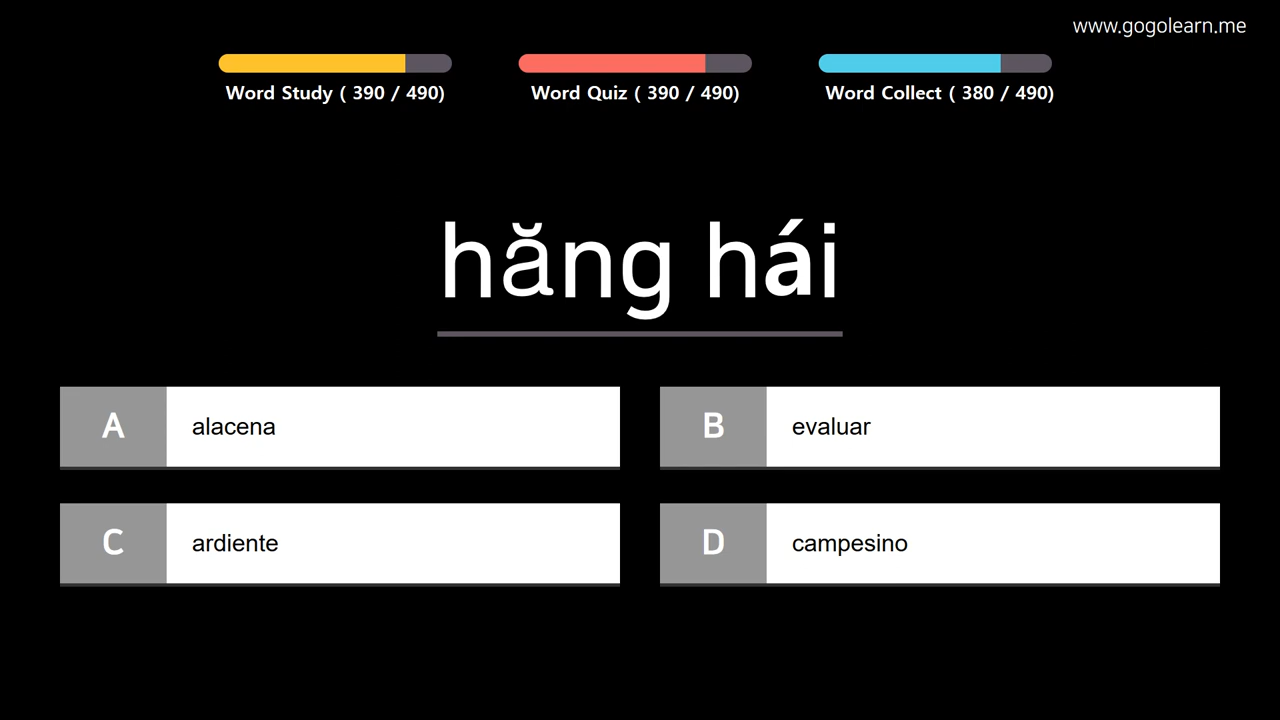 www.gogolearn.me
Word Study ( 390 / 490)
Word Quiz ( 390 / 490)
Word Collect ( 380 / 490)
hăng hái
A alacena
B evaluar
C ardiente
D campesino